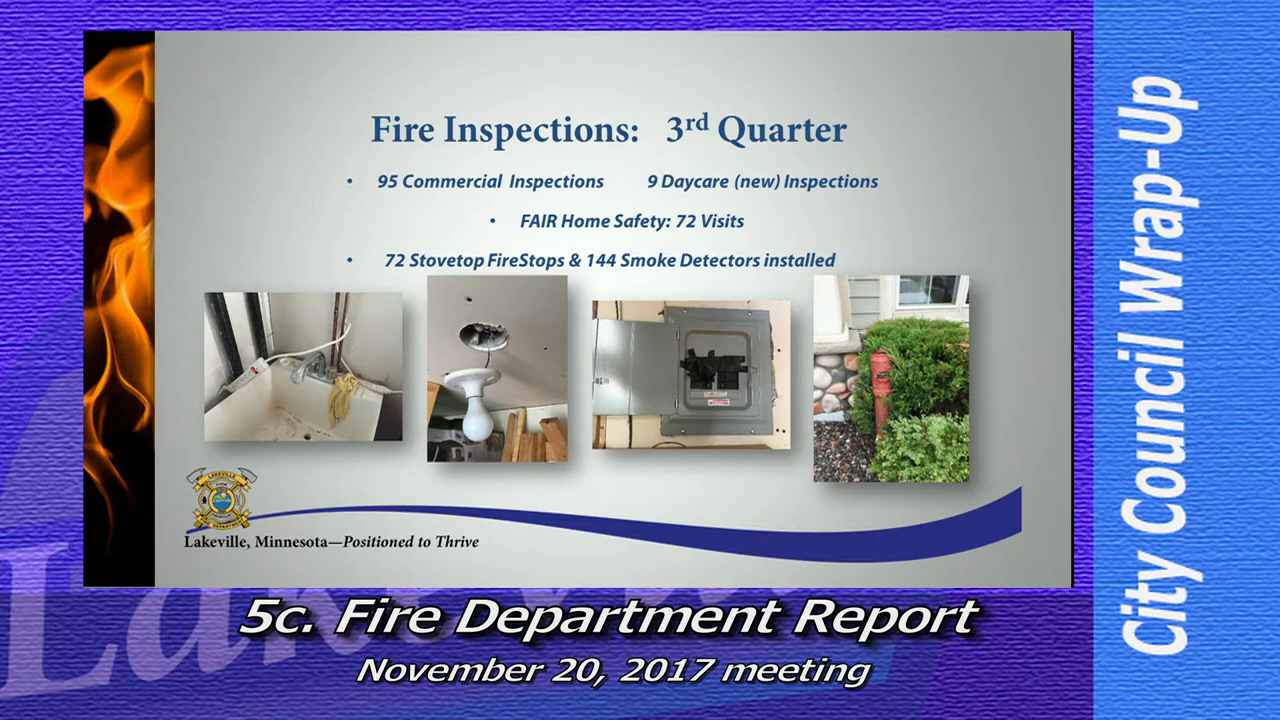 Fire Inspections: 3rd Quarter
• 95 Commercial Inspections 9 Daycare (new) Inspections
• FAIR Home Safety: 72 Visits
• 72 Stovetop FireStops & 144 Smoke Detectors installed
LAKEVILLE
Lakeville, Minnesota—Positioned to Thrive
5c. Fire Department Report
November 20, 2017 meeting
City Council Wrap-Up